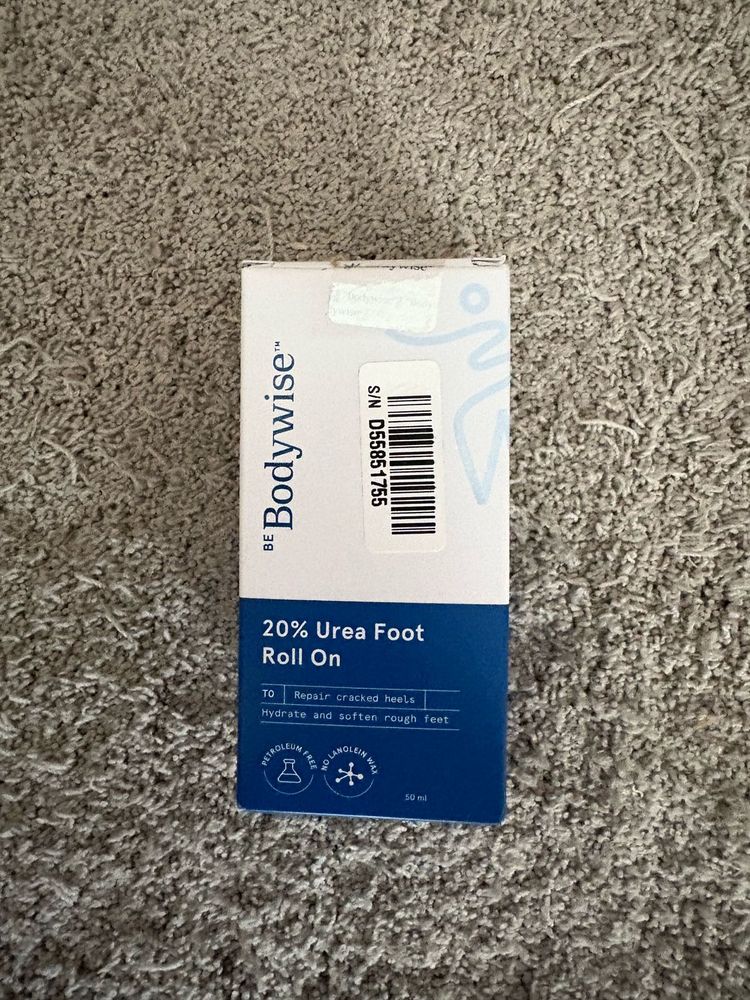 BE Bodywise™
S/N D55851755
20% Urea Foot
Roll On
TO Repair cracked heels
Hydrate and soften rough feet
PETROLEUM FREE
NO LANOLEIN WAX
50 ml